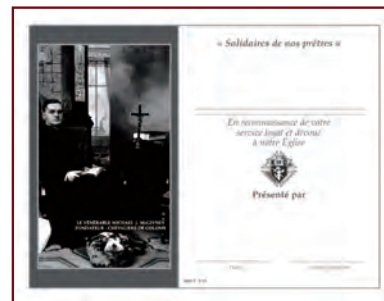 « Solidaires de nos prêtres »
En reconnaissance de votre
service loyal et dévoué
à notre Église
Présenté par
LE VÉNÉRABLE MICHAEL J. MCGIVNEY
FONDATEUR - CHEVALIERS DE COLOMB